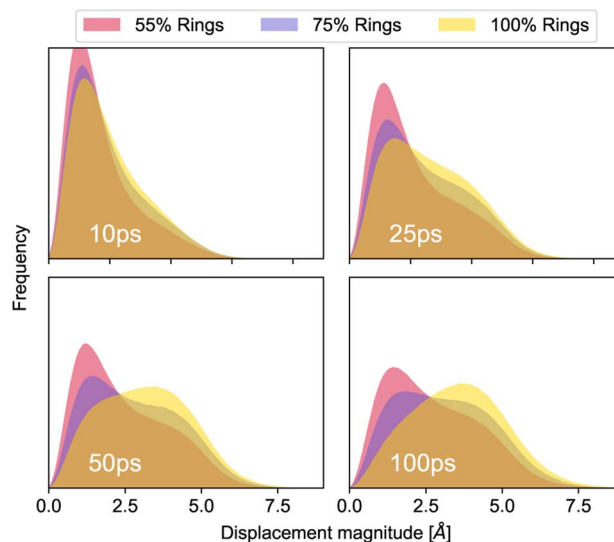 55% Rings 75% Rings 100% Rings
10ps 25ps
Frequency
50ps 100ps
0.0 2.5 5.0 7.5 0.0 2.5 5.0 7.5
Displacement magnitude [Å]